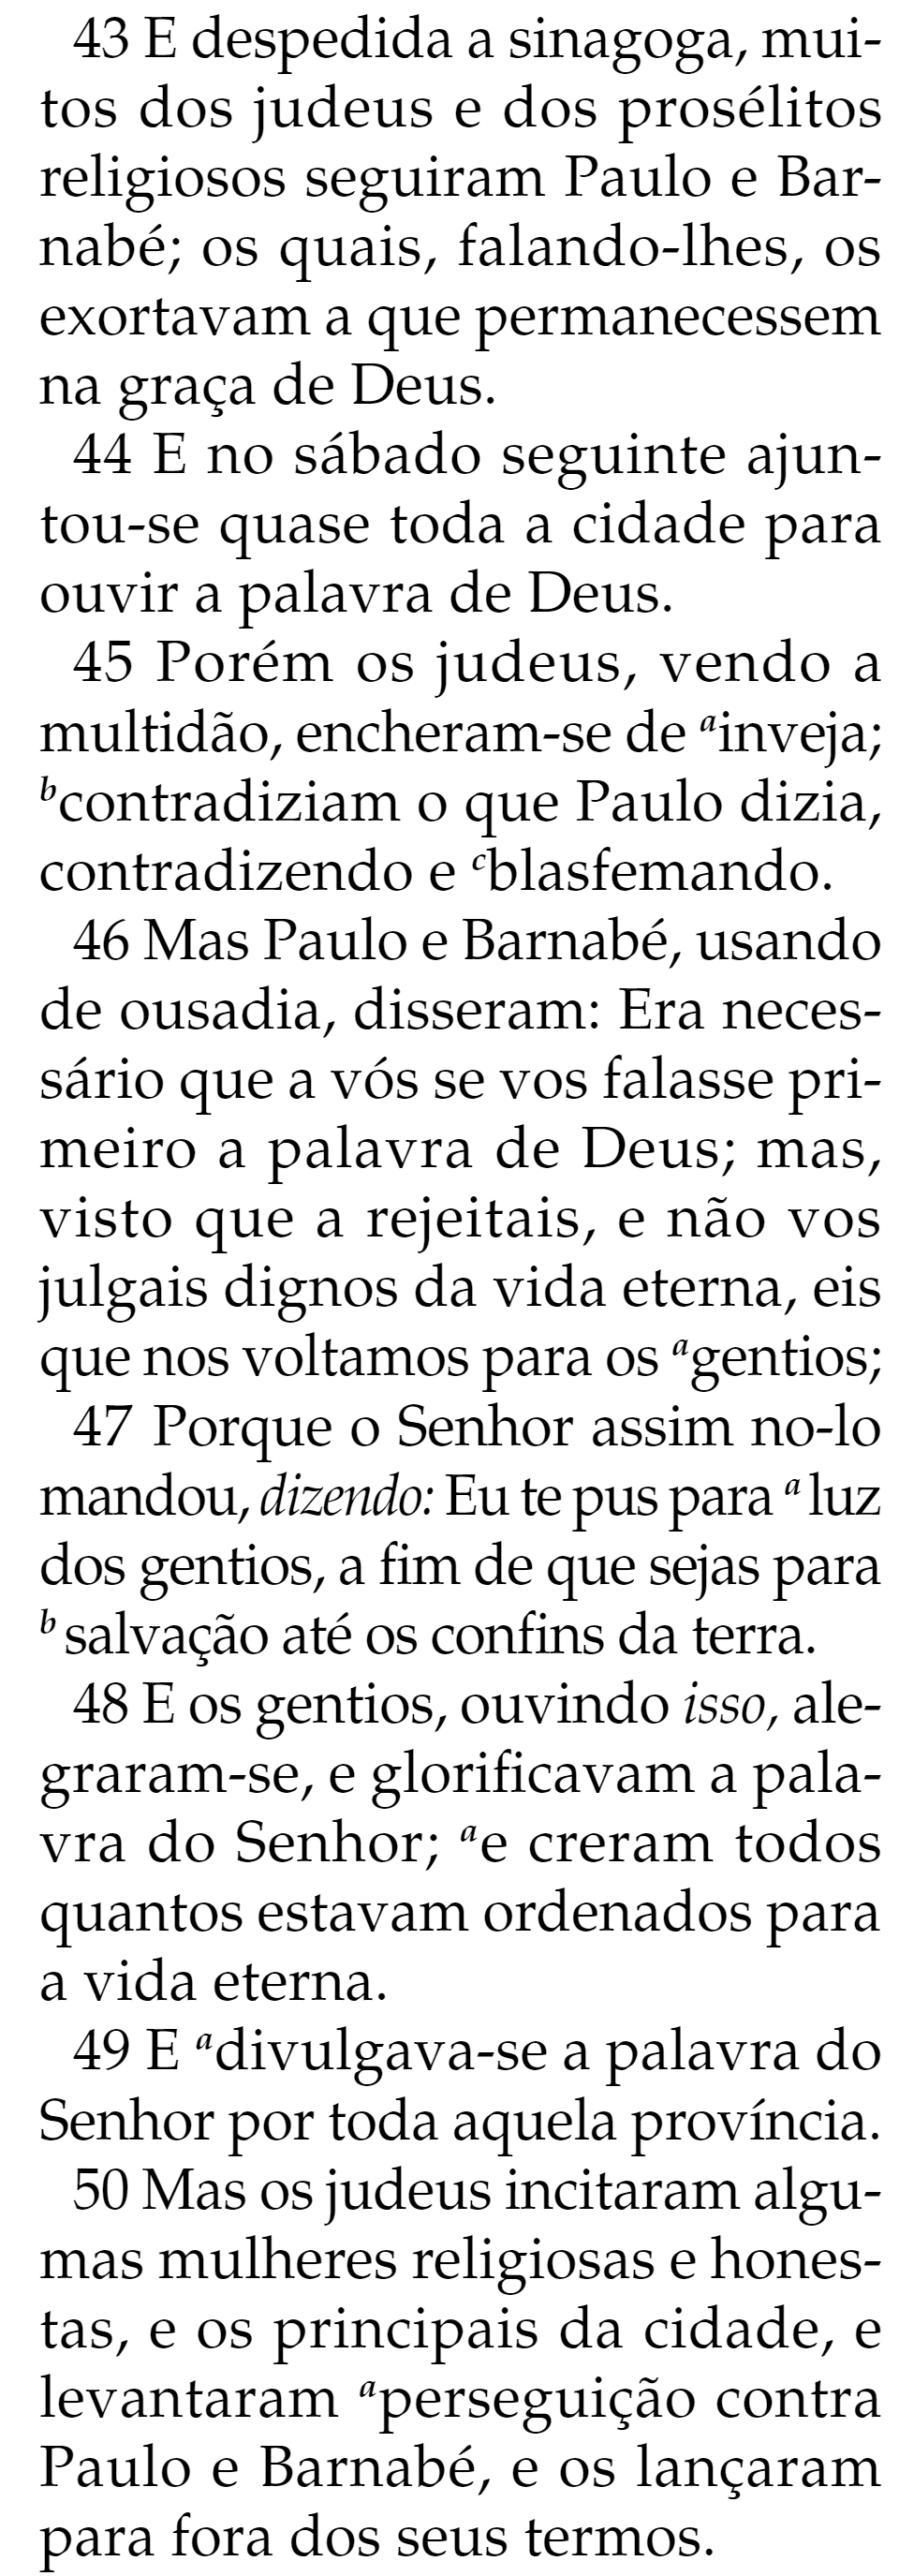 43 E despedida a sinagoga, mui-
tos dos judeus e dos prosélitos
religiosos seguiram Paulo e Bar-
nabé; os quais, falando-lhes, os
exortavam a que permanecessem
na graça de Deus.
44 E no sábado seguinte ajun-
tou-se quase toda a cidade para
ouvir a palavra de Deus.
45 Porém os judeus, vendo a
multidão, encheram-se de ainveja;
bcontradiziam o que Paulo dizia,
contradizendo e cblasfemando.
46 Mas Paulo e Barnabé, usando
de ousadia, disseram: Era neces-
sário que a vós se vos falasse pri-
meiro a palavra de Deus; mas,
visto que a rejeitais, e não vos
julgais dignos da vida eterna, eis
que nos voltamos para os agentios;
47 Porque o Senhor assim no-lo
mandou, dizendo: Eu te pus para a luz
dos gentios, a fim de que sejas para
b salvação até os confins da terra.
48 E os gentios, ouvindo isso, ale-
graram-se, e glorificavam a pala-
vra do Senhor; ae creram todos
quantos estavam ordenados para
a vida eterna.
49 E adivulgava-se a palavra do
Senhor por toda aquela província.
50 Mas os judeus incitaram algu-
mas mulheres religiosas e hones-
tas, e os principais da cidade, e
levantaram aperseguição contra
Paulo e Barnabé, e os lançaram
para fora dos seus termos.